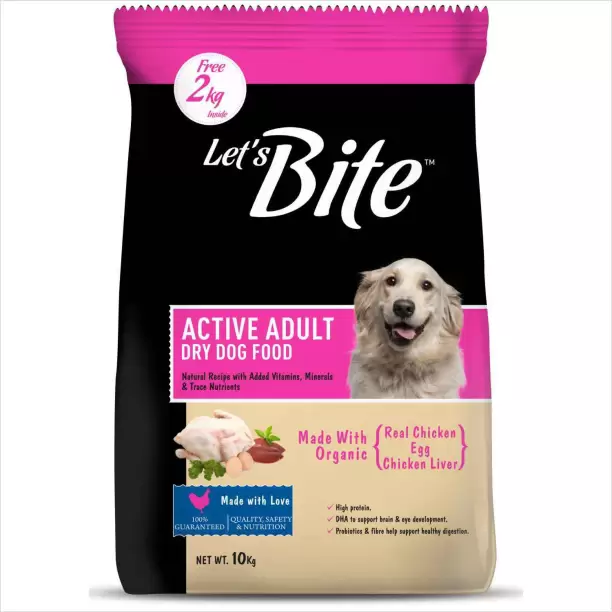 Free
2kg
Inside
Let's
Bite™
ACTIVE ADULT
DRY DOG FOOD
Natural Recipe with Added Vitamins, Minerals
& Trace Nutrients
Made With
Organic
{Real Chicken
Egg
Chicken Liver}
Made with Love
100%
GUARANTEED
QUALITY, SAFETY
& NUTRITION
✓ High protein.
✓ DHA to support brain & eye development.
✓ Probiotics & fibre help support healthy digestion.
NET WT. 10Kg